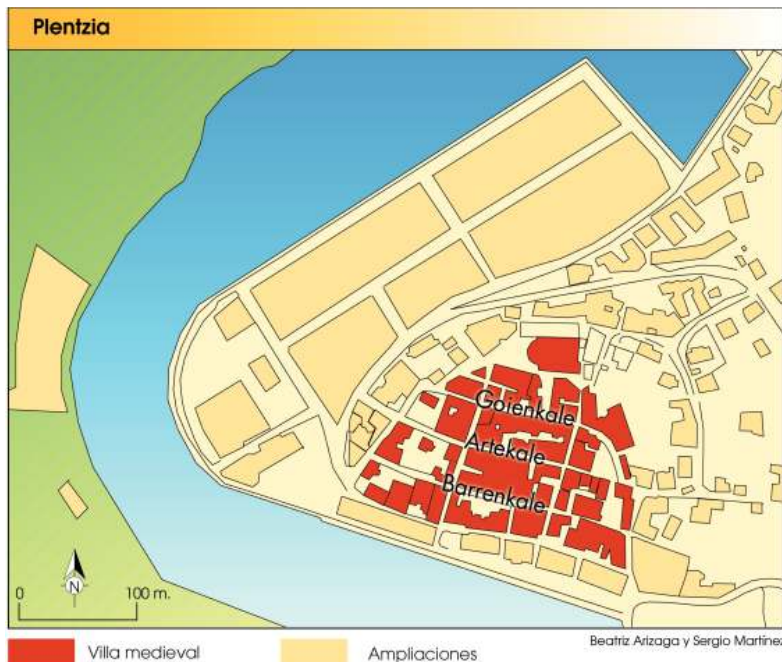 Plentzia
Goienkale
Artekale
Barrenkale
N
0 100 m.
Villa medieval
Ampliaciones
Beatriz Arizaga y Sergio Martínez